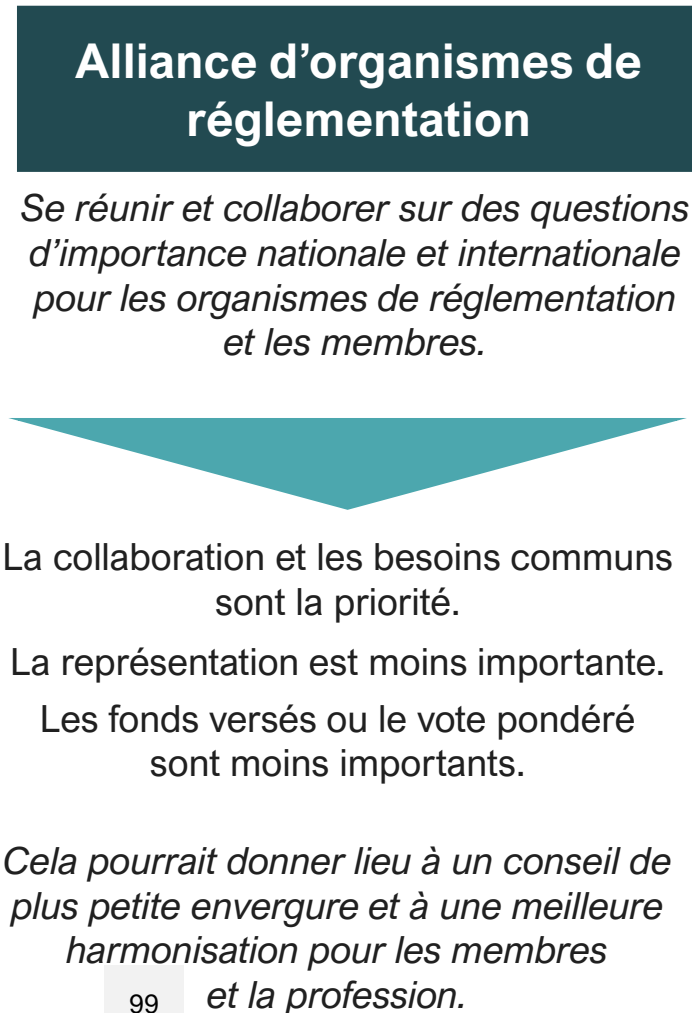 Alliance d’organismes de
réglementation
Se réunir et collaborer sur des questions
d’importance nationale et internationale
pour les organismes de réglementation
et les membres.
La collaboration et les besoins communs
sont la priorité.
La représentation est moins importante.
Les fonds versés ou le vote pondéré
sont moins importants.
Cela pourrait donner lieu à un conseil de
plus petite envergure et à une meilleure
harmonisation pour les membres
et la profession.
99